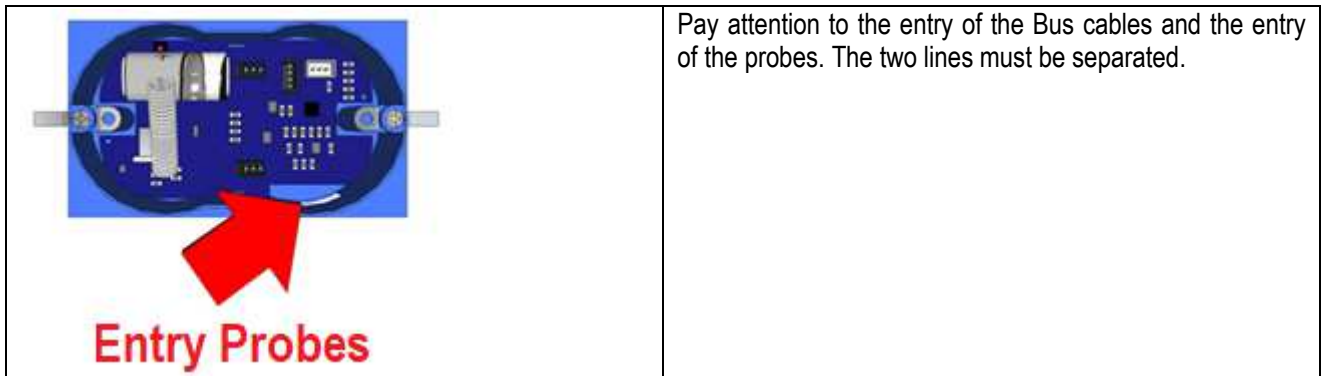 Pay attention to the entry of the Bus cables and the entry
of the probes. The two lines must be separated.
Entry Probes